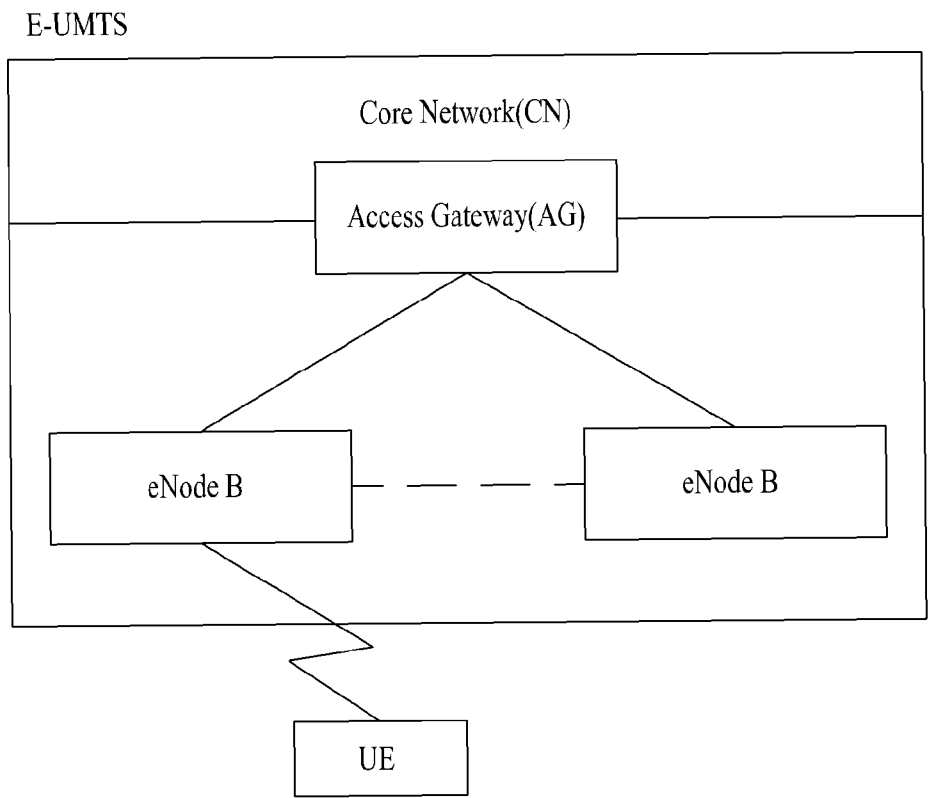 E-UMTS
Core Network(CN)
Access Gateway(AG)
eNode B
eNode B
UE